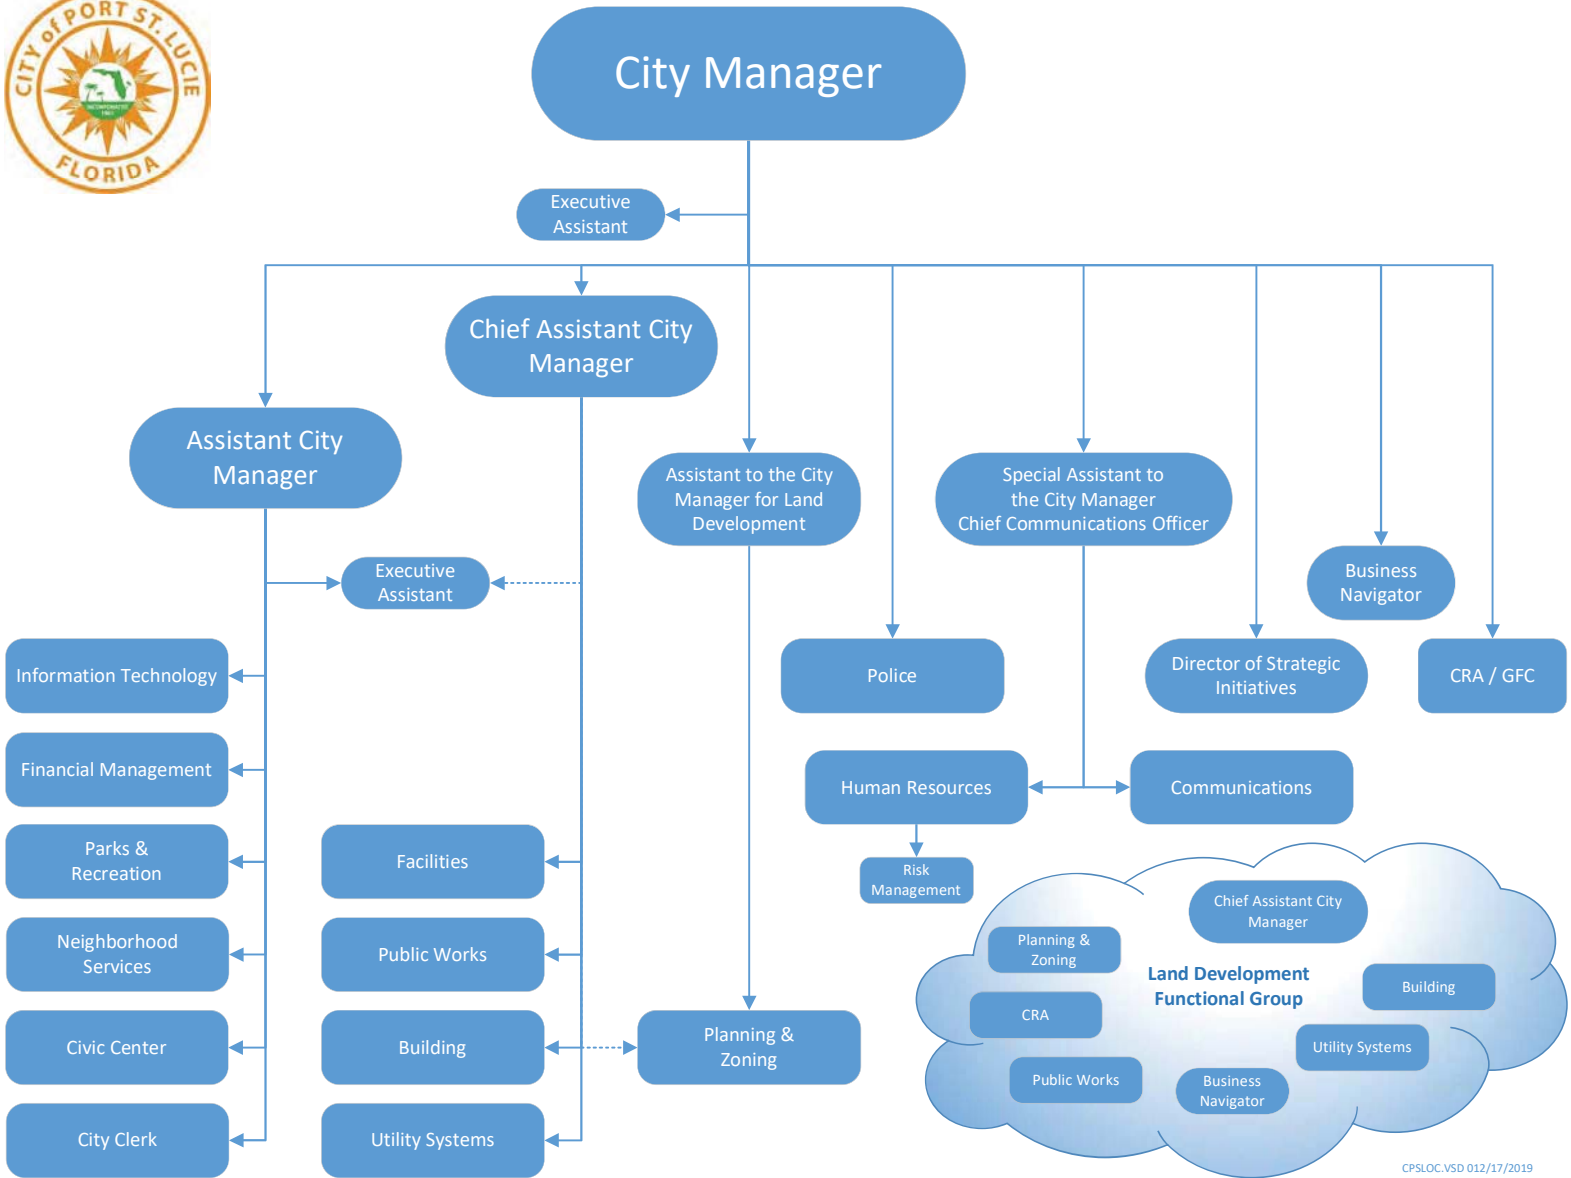 CITY of PORT ST. LUCIE
INCORPORATED
1961
FLORIDA
City Manager
Executive
Assistant
Chief Assistant City
Manager
Assistant City
Manager
Assistant to the City
Manager for Land
Development
Special Assistant to
the City Manager
Chief Communications Officer
Executive
Assistant
Business
Navigator
Information Technology
Police
Director of Strategic
Initiatives
CRA / GFC
Financial Management
Human Resources
Communications
Parks &
Recreation
Facilities
Risk
Management
Neighborhood
Services
Public Works
Civic Center
Building
Planning &
Zoning
City Clerk
Utility Systems
Chief Assistant City
Manager
Planning &
Zoning
Land Development
Functional Group
Building
CRA
Utility Systems
Public Works
Business
Navigator
CPSLOC.VSD 012/17/2019